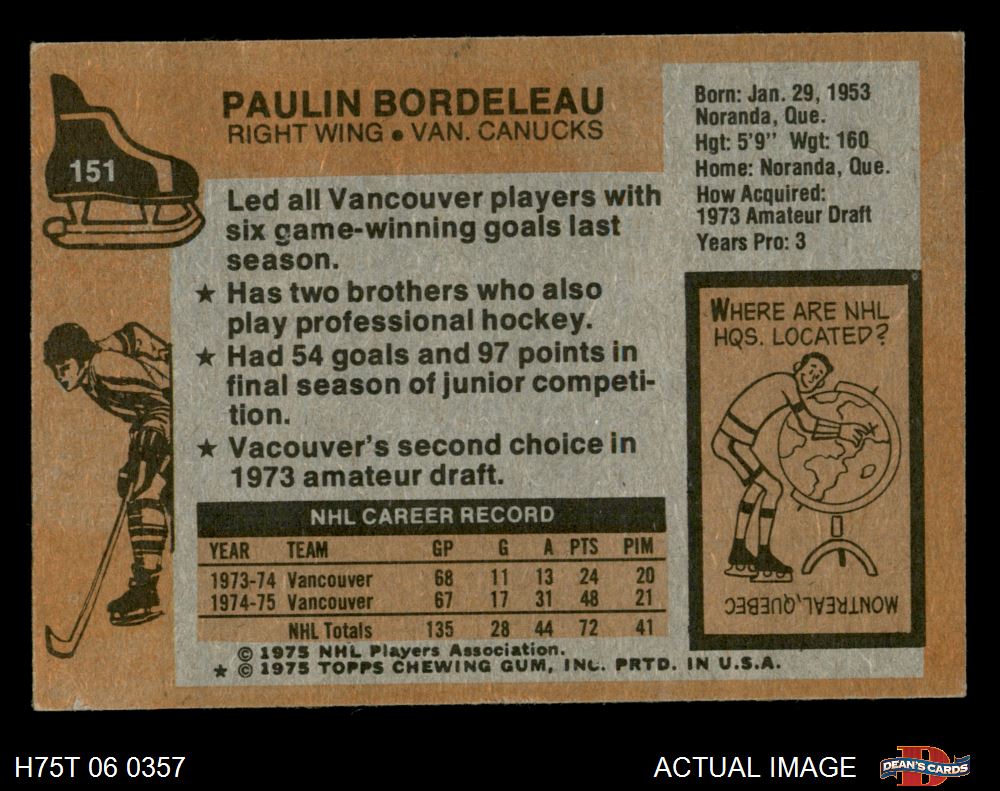 151
PAULIN BORDELEAU
RIGHT WING • VAN. CANUCKS
Born: Jan. 29, 1953
Noranda, Que.
Hgt: 5'9" Wgt: 160
Home: Noranda, Que.
How Acquired:
1973 Amateur Draft
Years Pro: 3
Led all Vancouver players with
six game-winning goals last
season.
★ Has two brothers who also
play professional hockey.
★ Had 54 goals and 97 points in
final season of junior competi-
tion.
★ Vacouver's second choice in
1973 amateur draft.
NHL CAREER RECORD
YEAR TEAM GP G A PTS PIM
1973-74 Vancouver 68 11 13 24 20
1974-75 Vancouver 67 17 31 48 21
NHL Totals 135 28 44 72 41
© 1975 NHL Players Association.
★ © 1975 TOPPS CHEWING GUM, INC. PRTD. IN U.S.A.
WHERE ARE NHL
HQS. LOCATED?
MONTREAL, QUEBEC
H75T 06 0357
ACTUAL IMAGE
D
DEAN'S CARDS